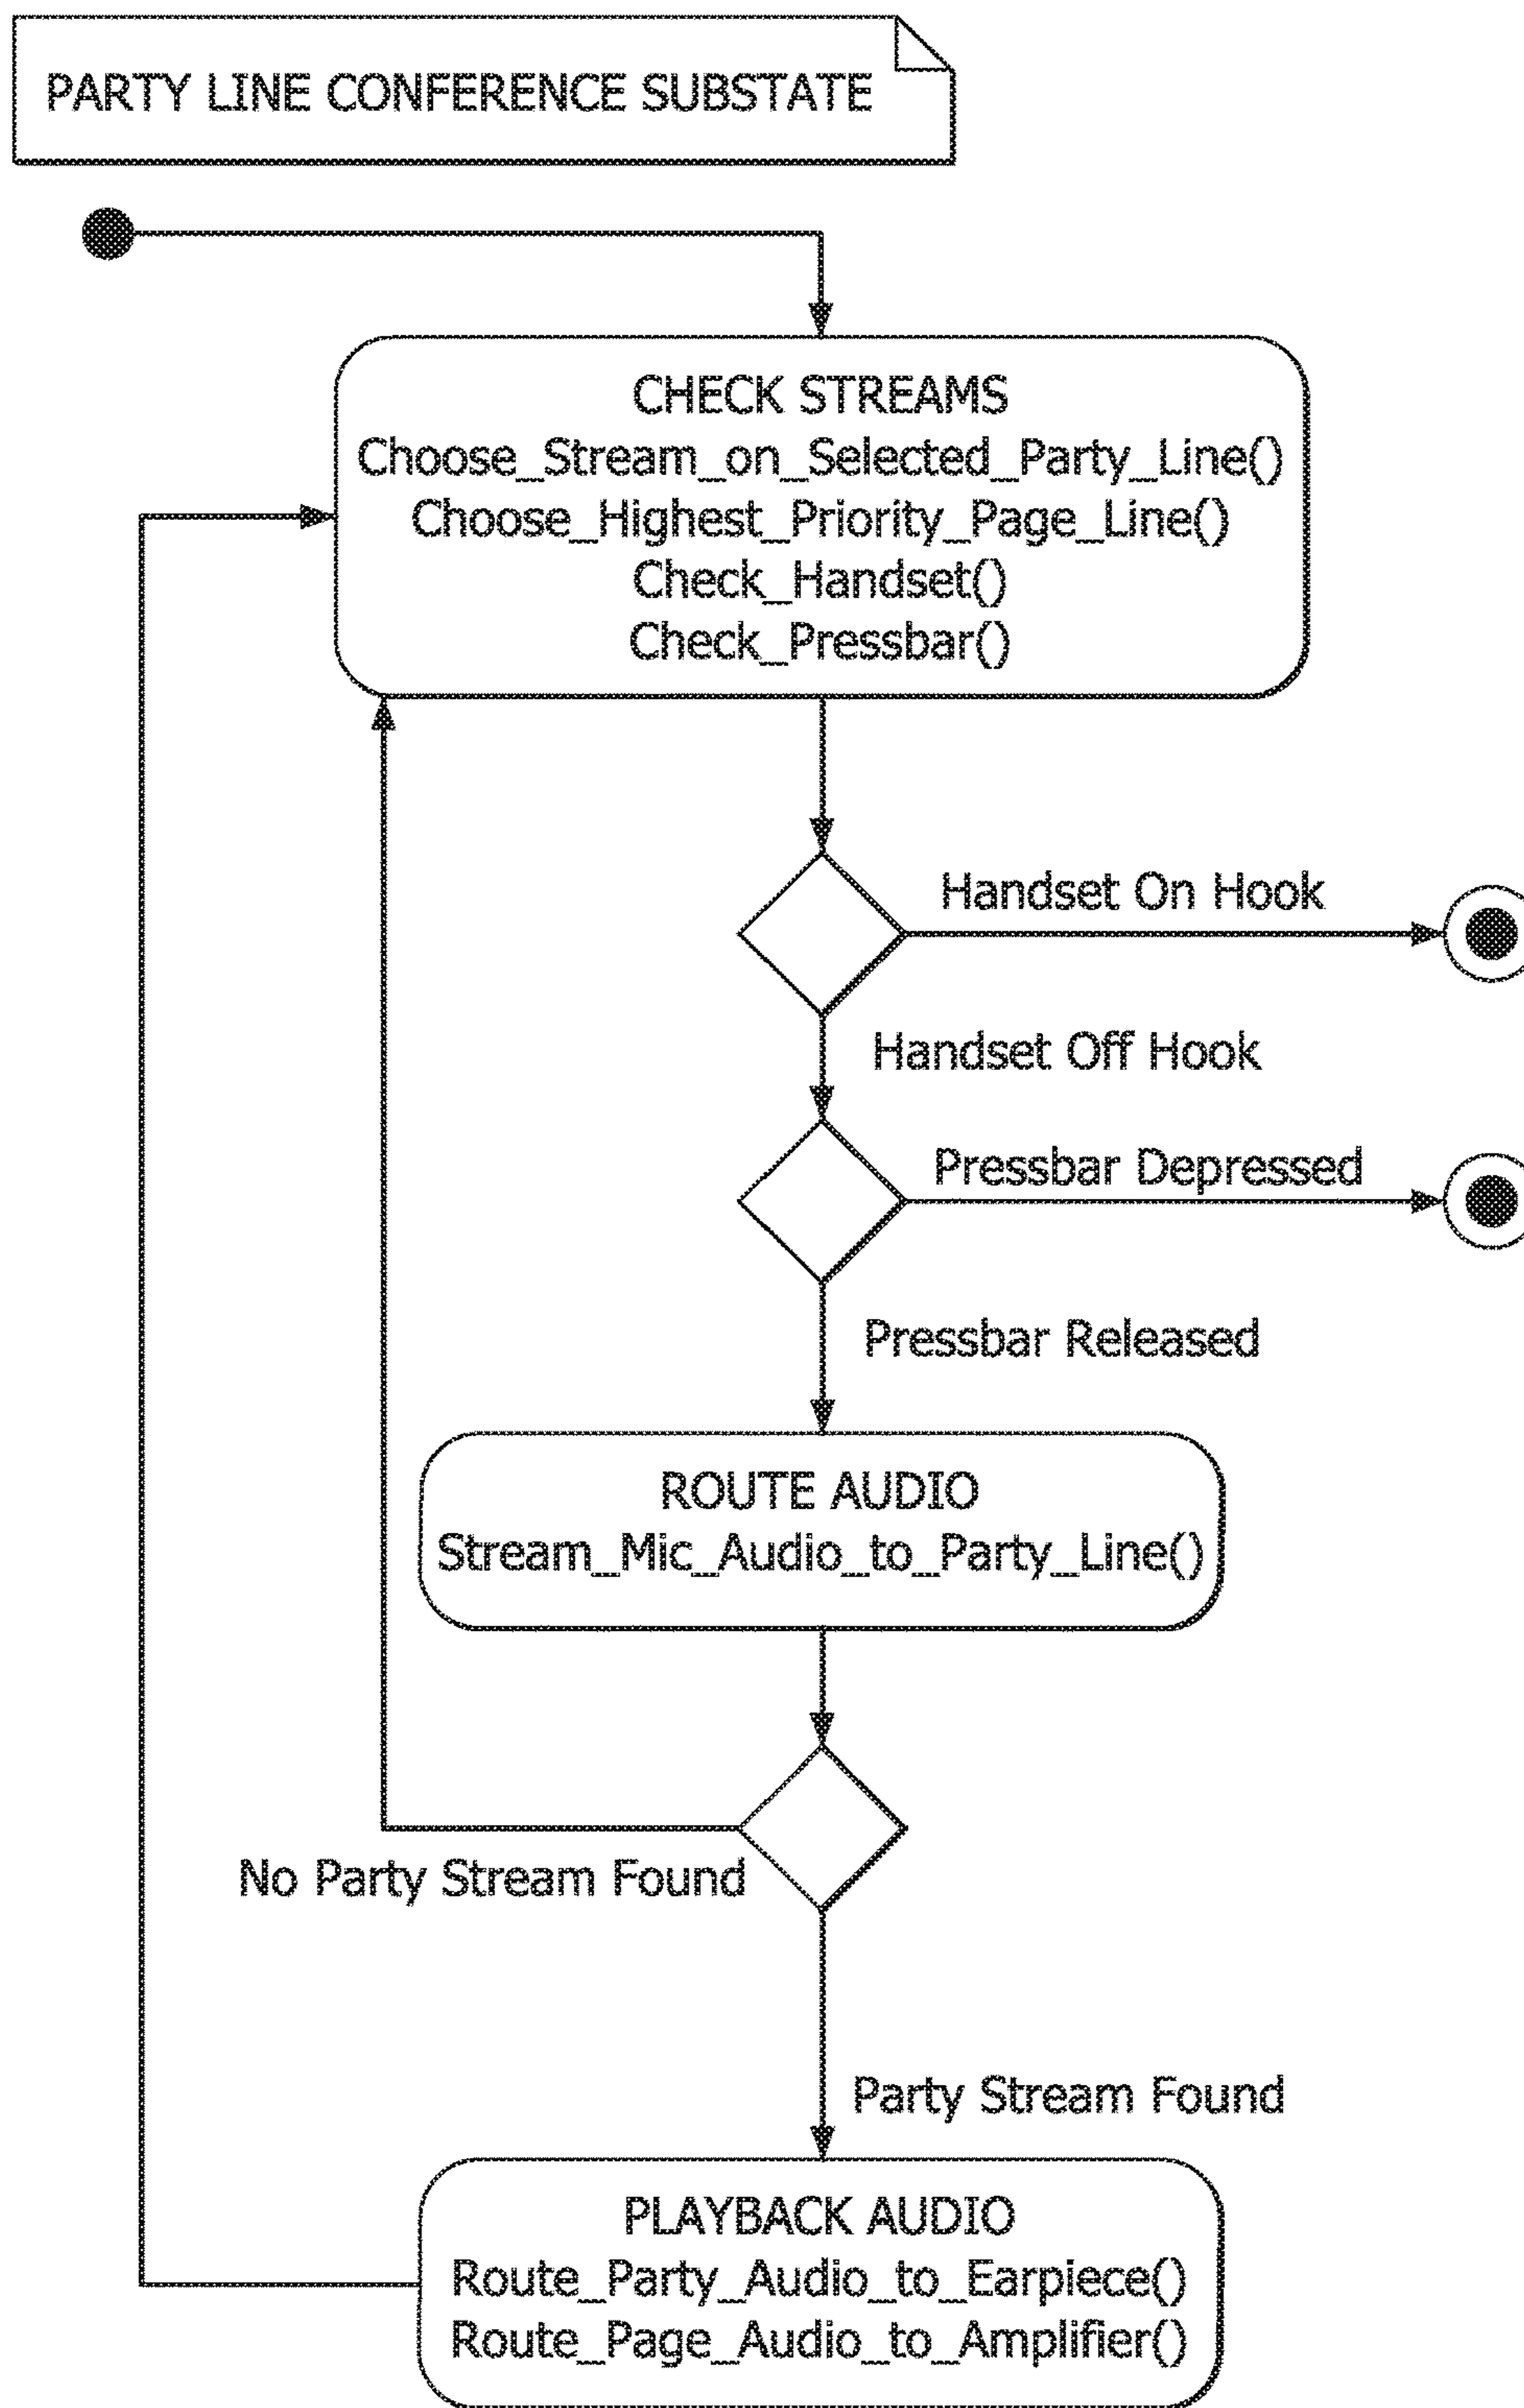 PARTY LINE CONFERENCE SUBSTATE
CHECK STREAMS
Choose_Stream_on_Selected_Party_Line()
Choose_Highest_Priority_Page_Line()
Check_Handset()
Check_Pressbar()
Handset On Hook
Handset Off Hook
Pressbar Depressed
Pressbar Released
ROUTE AUDIO
Stream_Mic_Audio_to_Party_Line()
No Party Stream Found
Party Stream Found
PLAYBACK AUDIO
Route_Party_Audio_to_Earpiece()
Route_Page_Audio_to_Amplifier()